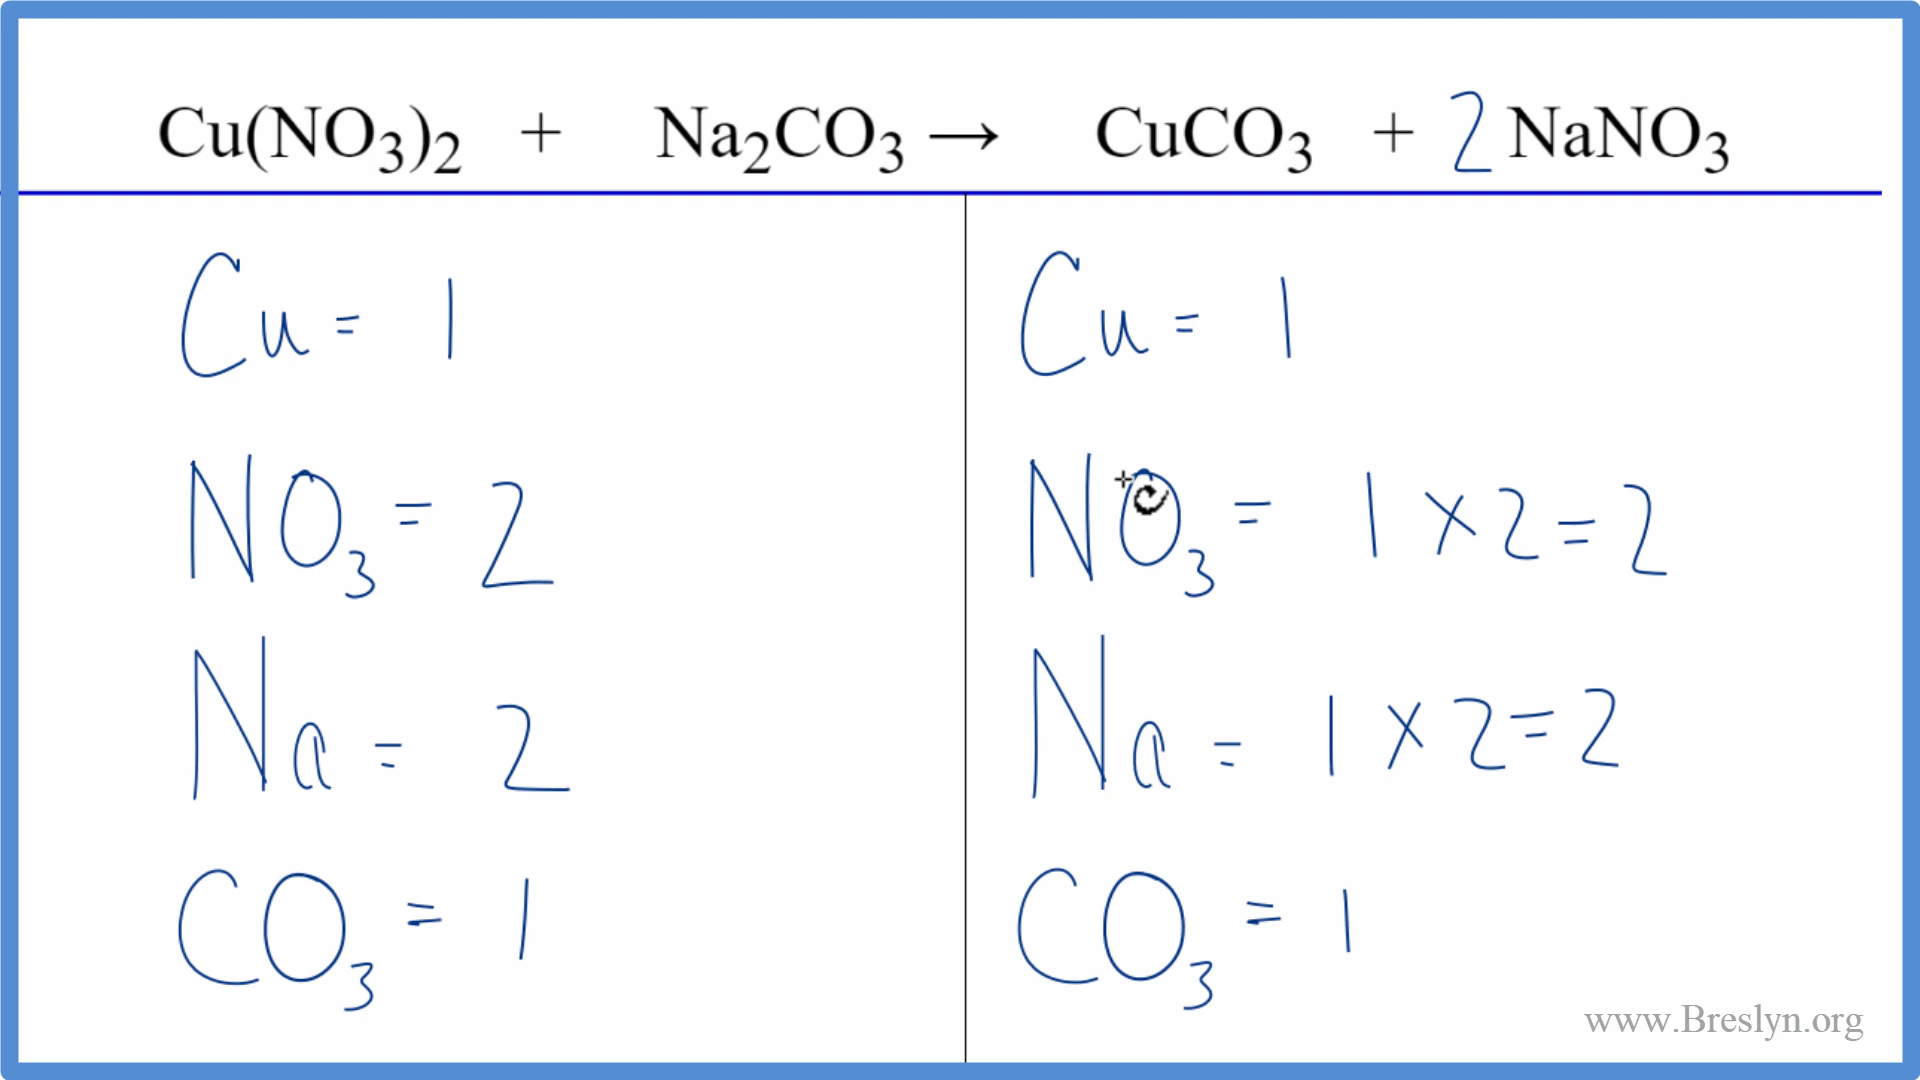 Cu(NO₃)₂ + Na₂CO₃ → CuCO₃ + 2 NaNO₃
Cu = 1
NO₃ = 2
Na = 2
CO₃ = 1
Cu = 1
NO₃ = 1 × 2 = 2
Na = 1 × 2 = 2
CO₃ = 1
www.Breslyn.org